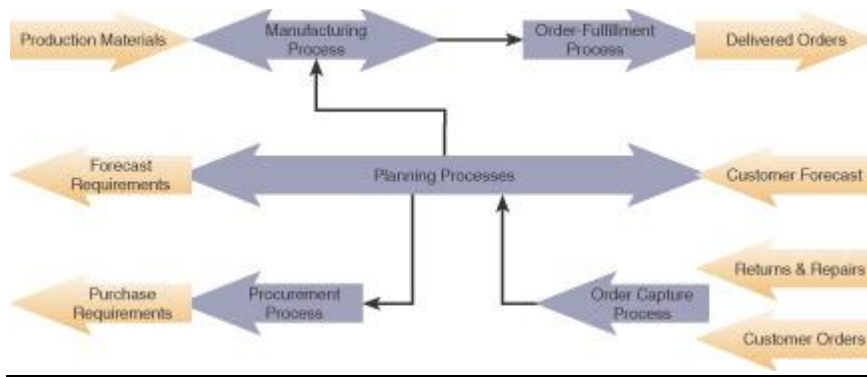 Production Materials
Manufacturing
Process
Order-Fulfillment
Process
Delivered Orders
Forecast
Requirements
Planning Processes
Customer Forecast
Returns & Repairs
Purchase
Requirements
Procurement
Process
Order Capture
Process
Customer Orders